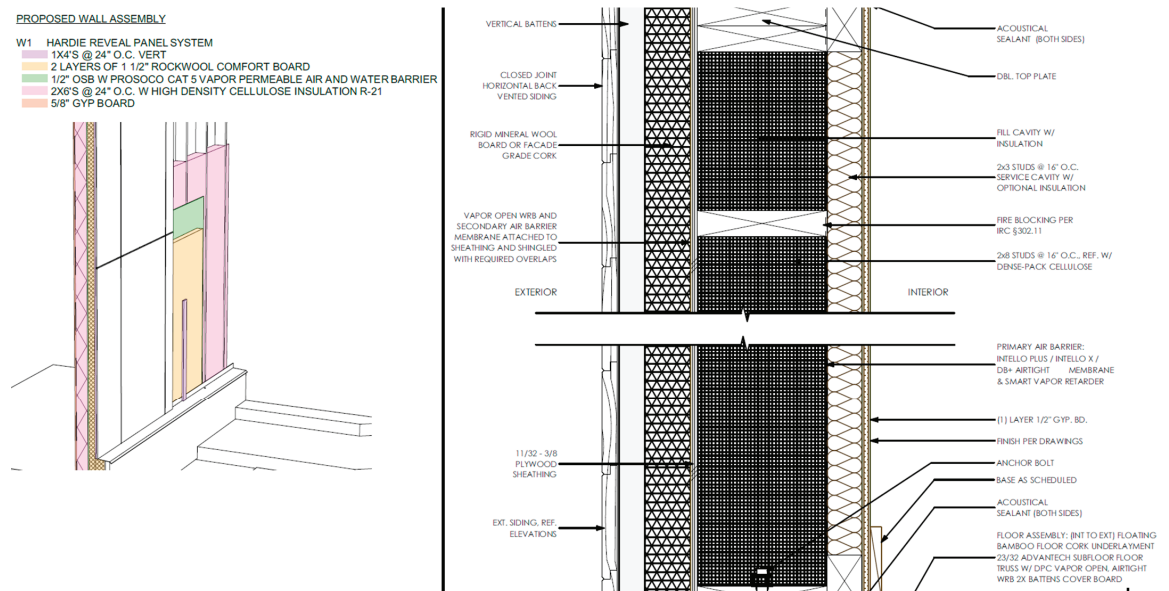 PROPOSED WALL ASSEMBLY
W1 HARDIE REVEAL PANEL SYSTEM
1X4'S @ 24" O.C. VERT
2 LAYERS OF 1 1/2" ROCKWOOL COMFORT BOARD
1/2" OSB W PROSOCO CAT 5 VAPOR PERMEABLE AIR AND WATER BARRIER
2X6'S @ 24" O.C. W HIGH DENSITY CELLULOSE INSULATION R-21
5/8" GYP BOARD
VERTICAL BATTENS
CLOSED JOINT
HORIZONTAL BACK
VENTED SIDING
RIGID MINERAL WOOL
BOARD OR FACADE
GRADE CORK
VAPOR OPEN WRB AND
SECONDARY AIR BARRIER
MEMBRANE ATTACHED TO
SHEATHING AND SHINGLED
WITH REQUIRED OVERLAPS
EXTERIOR
11/32 - 3/8
PLYWOOD
SHEATHING
EXT. SIDING, REF.
ELEVATIONS
ACOUSTICAL
SEALANT (BOTH SIDES)
DBL. TOP PLATE
FILL CAVITY W/
INSULATION
2x3 STUDS @ 16" O.C.
SERVICE CAVITY W/
OPTIONAL INSULATION
FIRE BLOCKING PER
IRC §302.11
2x8 STUDS @ 16" O.C., REF. W/
DENSE-PACK CELLULOSE
INTERIOR
PRIMARY AIR BARRIER:
INTELLO PLUS / INTELLO X /
DB+ AIRTIGHT MEMBRANE
& SMART VAPOR RETARDER
(1) LAYER 1/2" GYP. BD.
FINISH PER DRAWINGS
ANCHOR BOLT
BASE AS SCHEDULED
ACOUSTICAL
SEALANT (BOTH SIDES)
FLOOR ASSEMBLY: (INT TO EXT) FLOATING
BAMBOO FLOOR CORK UNDERLAYMENT
23/32 ADVANTECH SUBFLOOR FLOOR
TRUSS W/ DPC VAPOR OPEN, AIRTIGHT
WRB 2X BATTENS COVER BOARD